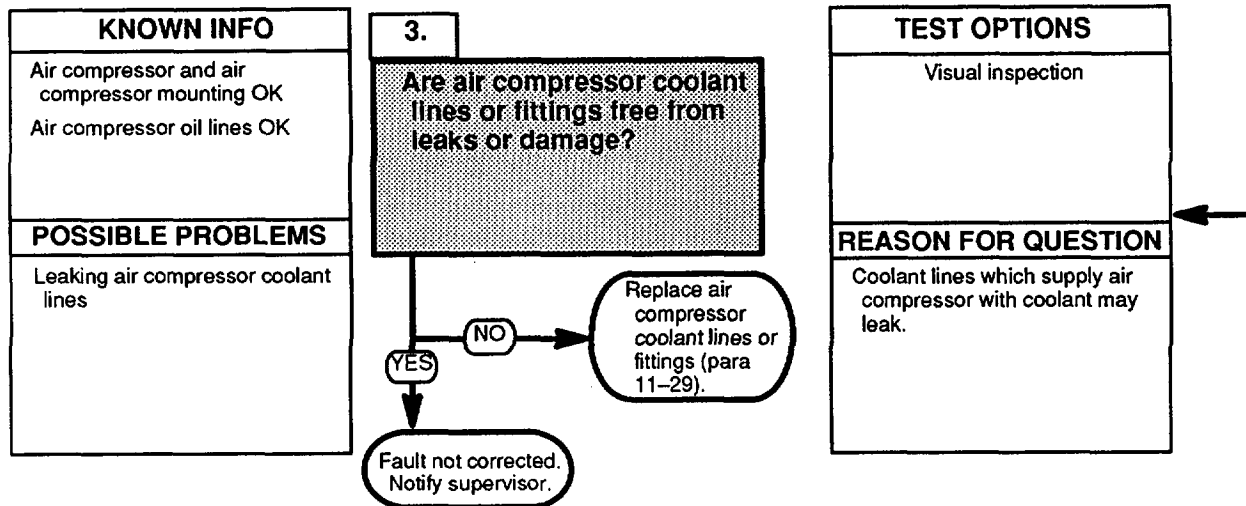 KNOWN INFO
Air compressor and air
compressor mounting OK
Air compressor oil lines OK
POSSIBLE PROBLEMS
Leaking air compressor coolant
lines
3.
Are air compressor coolant
lines or fittings free from
leaks or damage?
NO
Replace air
compressor
coolant lines or
fittings (para
11–29).
YES
Fault not corrected.
Notify supervisor.
TEST OPTIONS
Visual inspection
REASON FOR QUESTION
Coolant lines which supply air
compressor with coolant may
leak.